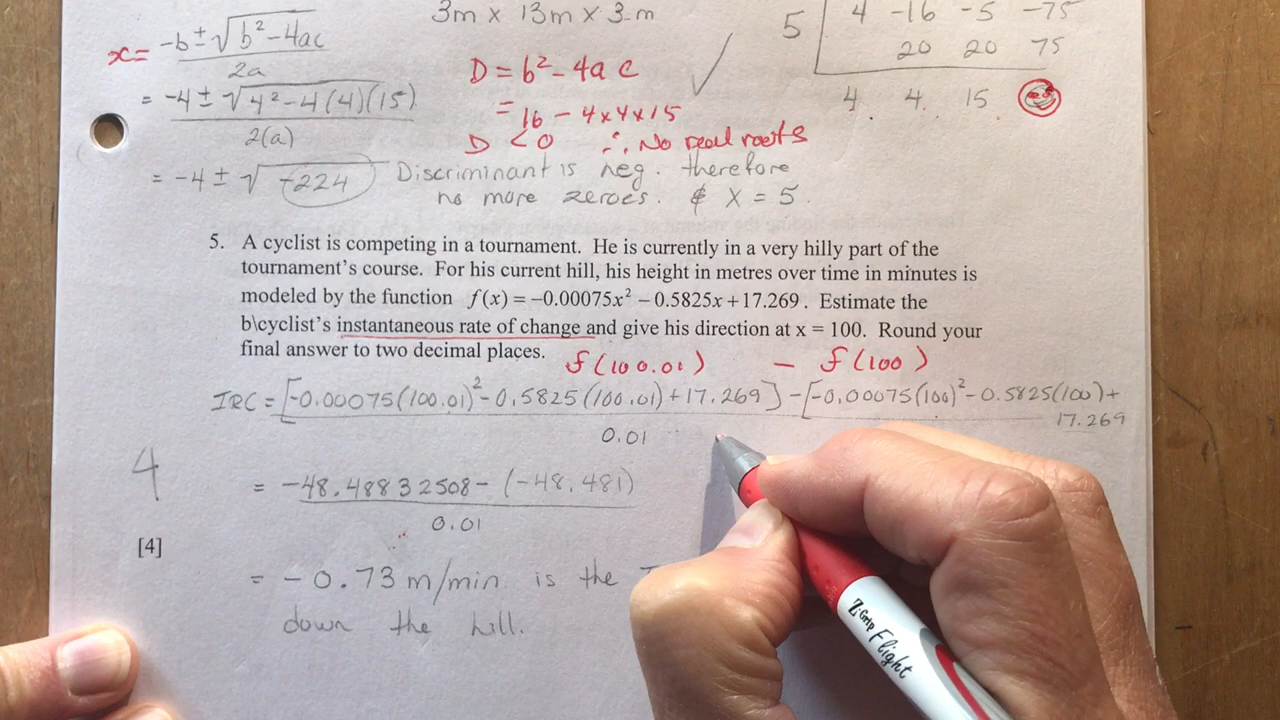 3m x 13m x 3 m
5 | 4 -16 -5 -75
20 20 75
4 4 15
x = -b ± √b² - 4ac
2a
= -4 ± √4² - 4(4)(15)
2(a)
= -4 ± √-224
D = b² - 4ac
= 16 - 4x4x15
D < 0 ∴ No real roots
Discriminant is neg. therefore
no more zeroes. & x = 5.
5. A cyclist is competing in a tournament. He is currently in a very hilly part of the
tournament's course. For his current hill, his height in metres over time in minutes is
modeled by the function f(x) = -0.00075x² - 0.5825x + 17.269. Estimate the
b\cyclist's instantaneous rate of change and give his direction at x = 100. Round your
final answer to two decimal places.
f(100.01) - f(100)
IRC = [-0.00075(100.01)² - 0.5825(100.01) + 17.269] - [-0.00075(100)² - 0.5825(100) +
17.269
0.01
4
= -48.48832508 - (-48.481)
0.01
[4]
= -0.73 m/min is the
down the hill.
Z-Grip Flight